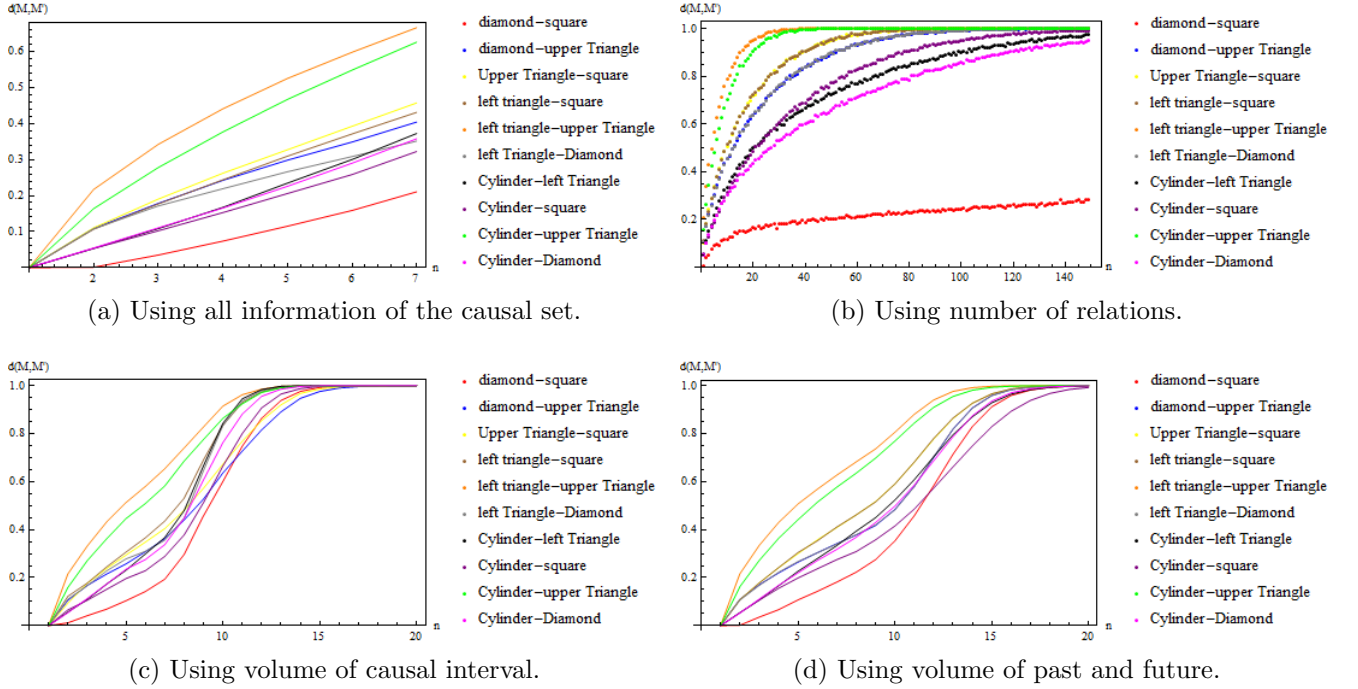 d(M,M')
0.6
0.5
0.4
0.3
0.2
0.1
2 3 4 5 6 7 n
diamond−square
diamond−upper Triangle
Upper Triangle−square
left triangle−square
left triangle−upper Triangle
left Triangle−Diamond
Cylinder−left Triangle
Cylinder−square
Cylinder−upper Triangle
Cylinder−Diamond
(a) Using all information of the causal set.
d(M,M')
1.0
0.8
0.6
0.4
0.2
20 40 60 80 100 120 140 n
diamond−square
diamond−upper Triangle
Upper Triangle−square
left triangle−square
left triangle−upper Triangle
left Triangle−Diamond
Cylinder−left Triangle
Cylinder−square
Cylinder−upper Triangle
Cylinder−Diamond
(b) Using number of relations.
d(M,M')
1.0
0.8
0.6
0.4
0.2
5 10 15 20 n
diamond−square
diamond−upper Triangle
Upper Triangle−square
left triangle−square
left triangle−upper Triangle
left Triangle−Diamond
Cylinder−left Triangle
Cylinder−square
Cylinder−upper Triangle
Cylinder−Diamond
(c) Using volume of causal interval.
d(M,M')
1.0
0.8
0.6
0.4
0.2
5 10 15 20 n
diamond−square
diamond−upper Triangle
Upper Triangle−square
left triangle−square
left triangle−upper Triangle
left Triangle−Diamond
Cylinder−left Triangle
Cylinder−square
Cylinder−upper Triangle
Cylinder−Diamond
(d) Using volume of past and future.